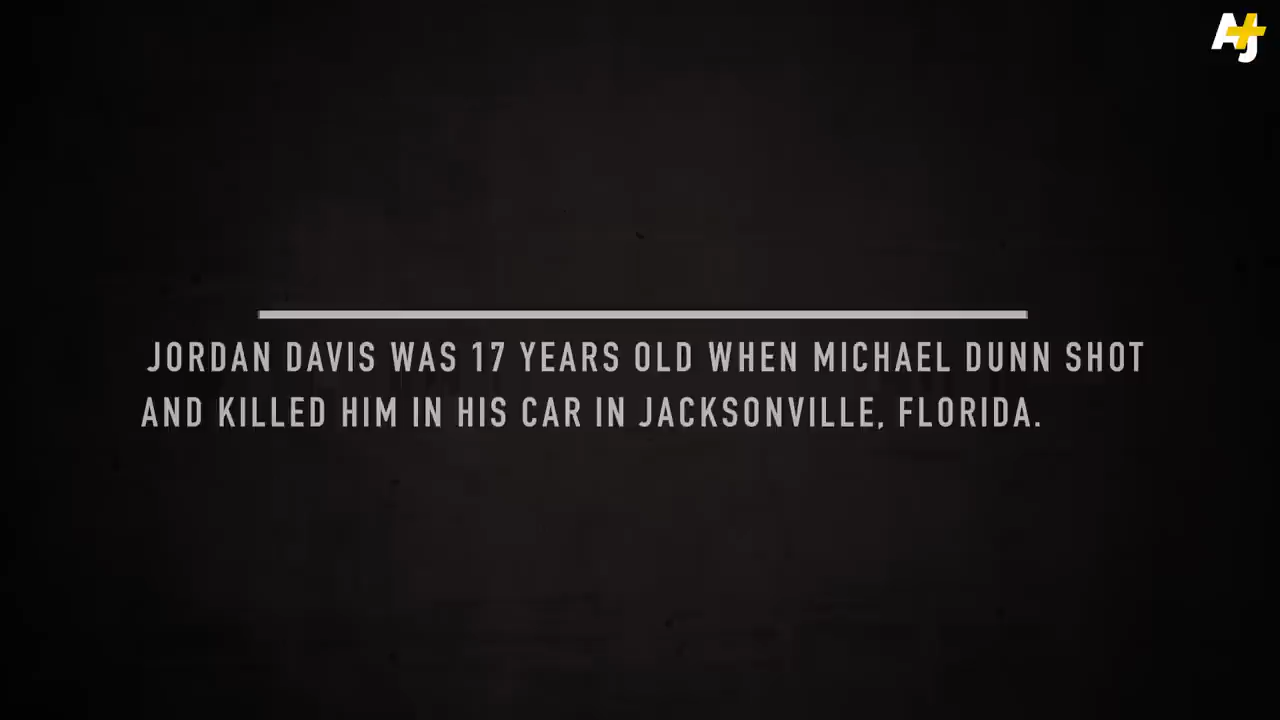 AJ+
JORDAN DAVIS WAS 17 YEARS OLD WHEN MICHAEL DUNN SHOT
AND KILLED HIM IN HIS CAR IN JACKSONVILLE, FLORIDA.